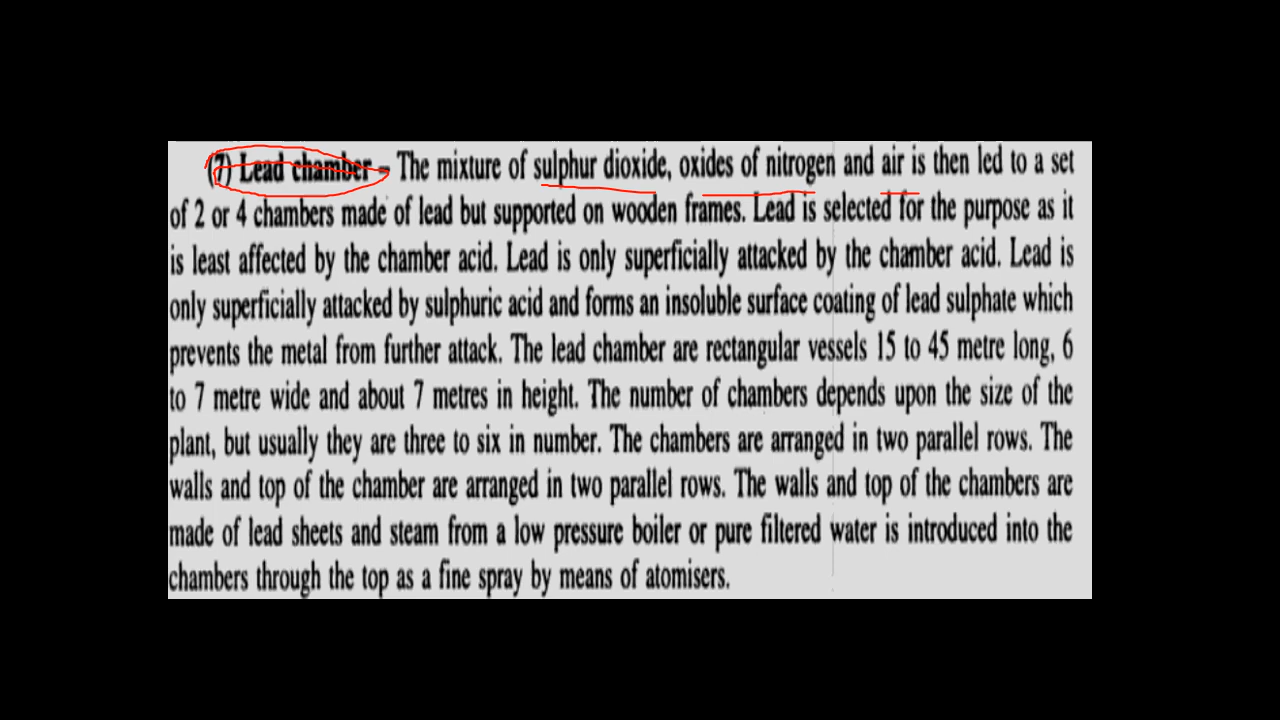 (7) Lead chamber – The mixture of sulphur dioxide, oxides of nitrogen and air is then led to a set
of 2 or 4 chambers made of lead but supported on wooden frames. Lead is selected for the purpose as it
is least affected by the chamber acid. Lead is only superficially attacked by the chamber acid. Lead is
only superficially attacked by sulphuric acid and forms an insoluble surface coating of lead sulphate which
prevents the metal from further attack. The lead chamber are rectangular vessels 15 to 45 metre long, 6
to 7 metre wide and about 7 metres in height. The number of chambers depends upon the size of the
plant, but usually they are three to six in number. The chambers are arranged in two parallel rows. The
walls and top of the chamber are arranged in two parallel rows. The walls and top of the chambers are
made of lead sheets and steam from a low pressure boiler or pure filtered water is introduced into the
chambers through the top as a fine spray by means of atomisers.